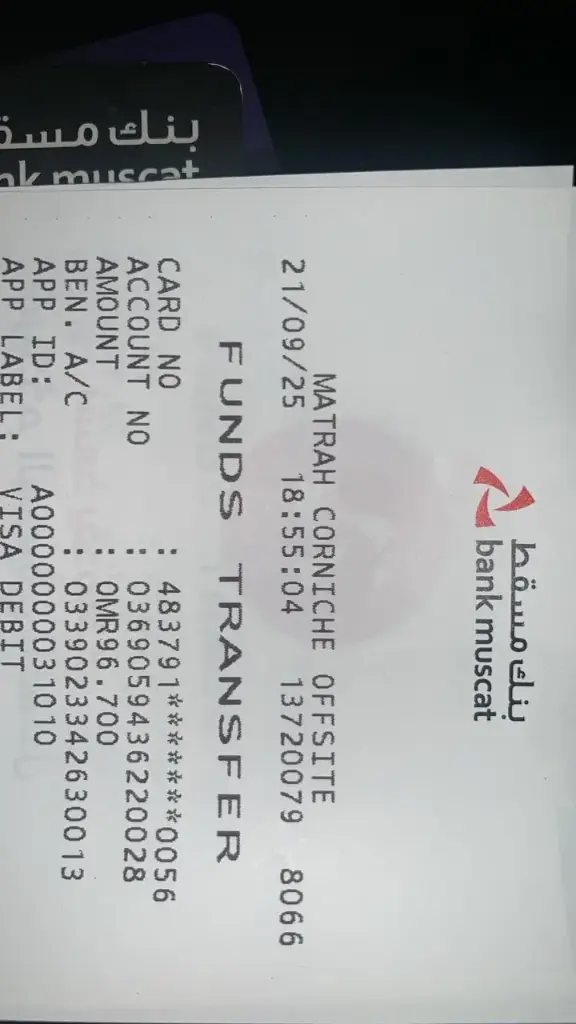 بنك مسقط
bank muscat
MATRAH CORNICHE OFFSITE
21/09/25 18:55:04 13720079 8066
FUNDS TRANSFER
CARD NO : 483791******0056
ACCOUNT NO : 0369059436220028
AMOUNT : OMR96.700
BEN. A/C : 0339023342630013
APP ID: A0000000031010
APP LABEL: VISA DEBIT
بنك مسق
nk muscat